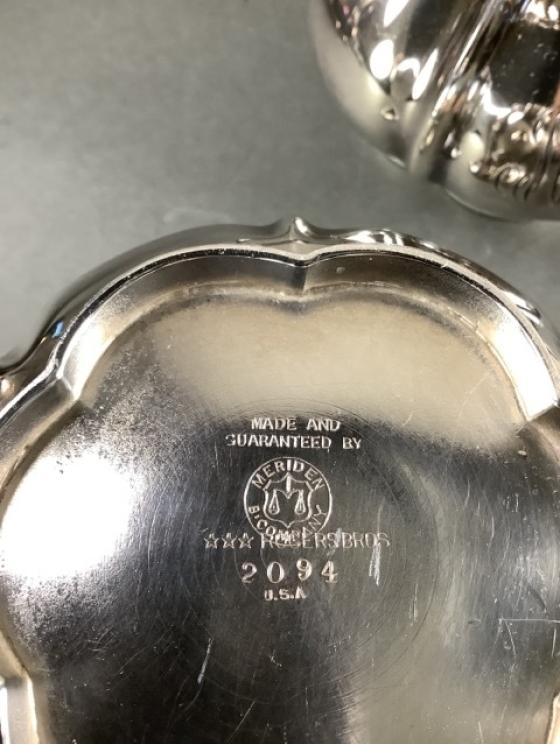 MADE AND
GUARANTEED BY
MERIDEN
B. COMPANY
★★★ ROGERS BROS
2094
U.S.A